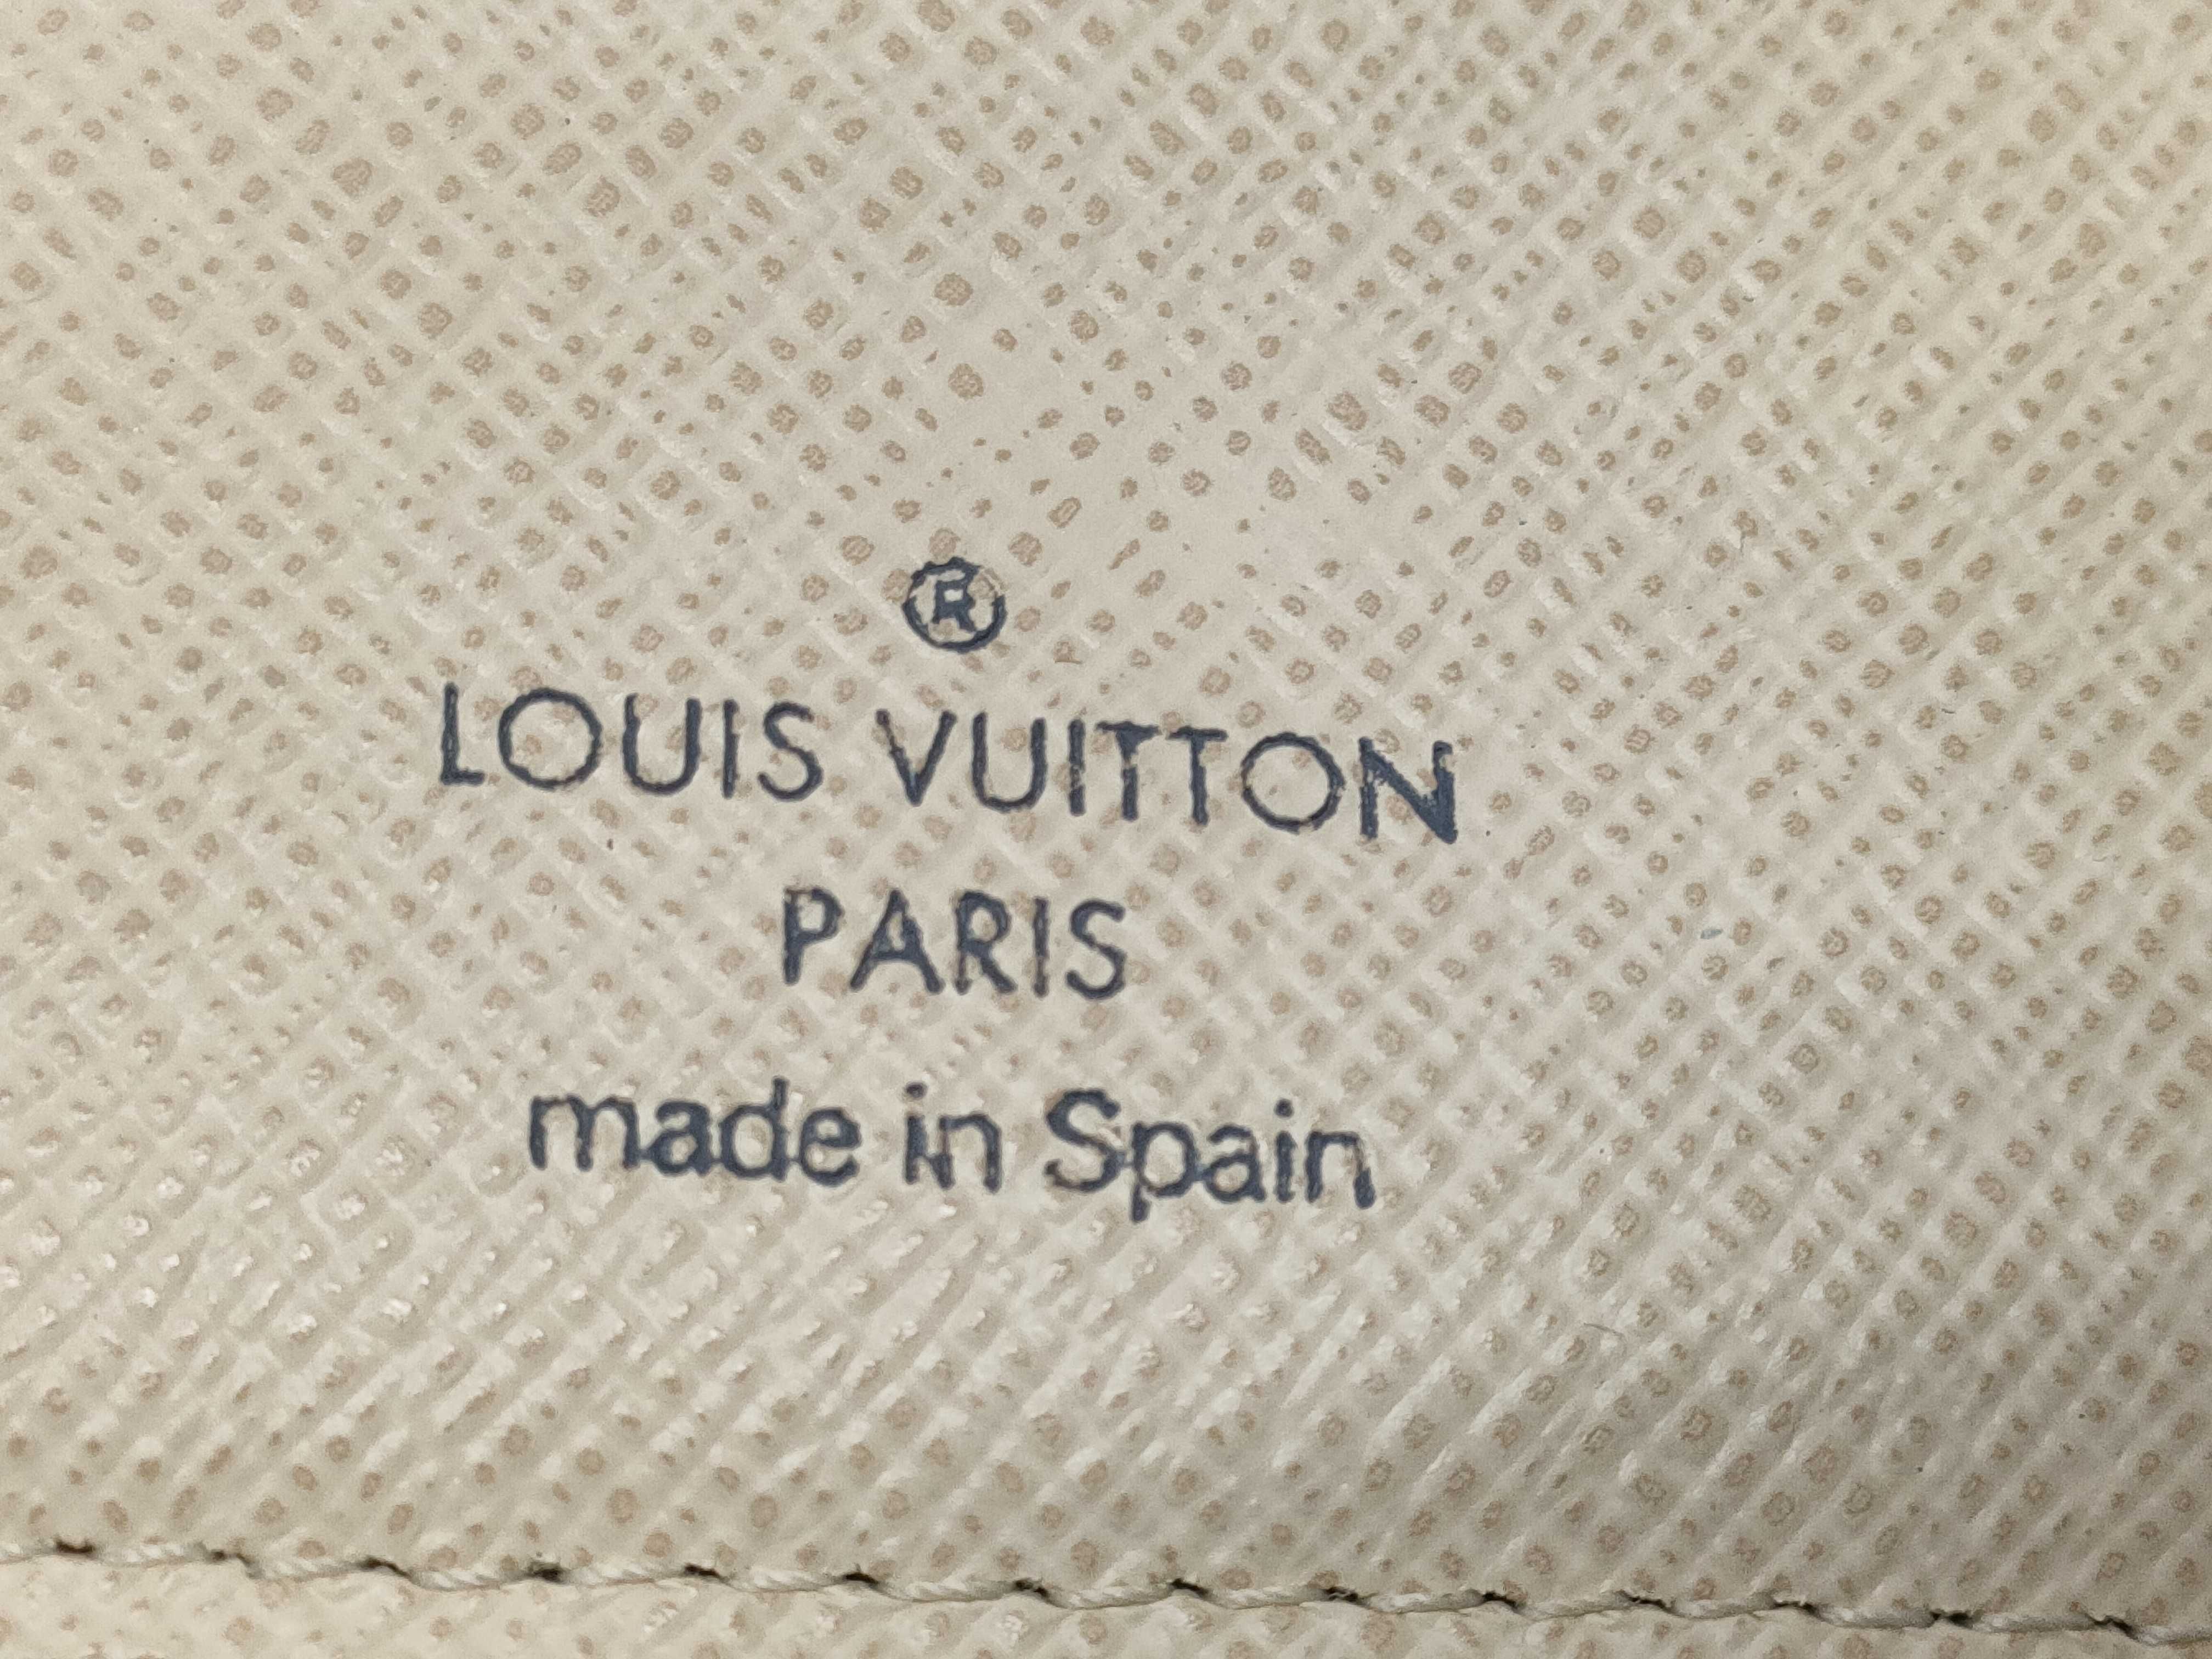 ®
LOUIS VUITTON
PARIS
made in Spain